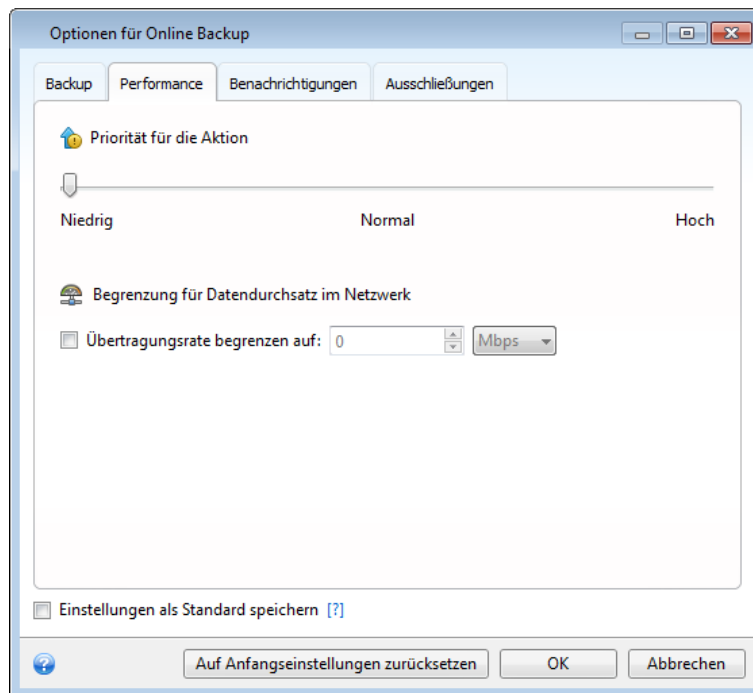 Optionen für Online Backup
Backup Performance Benachrichtigungen Ausschließungen
Priorität für die Aktion
Niedrig Normal Hoch
Begrenzung für Datendurchsatz im Netzwerk
Übertragungsrate begrenzen auf: 0 Mbps
Einstellungen als Standard speichern [?]
Auf Anfangseinstellungen zurücksetzen OK Abbrechen